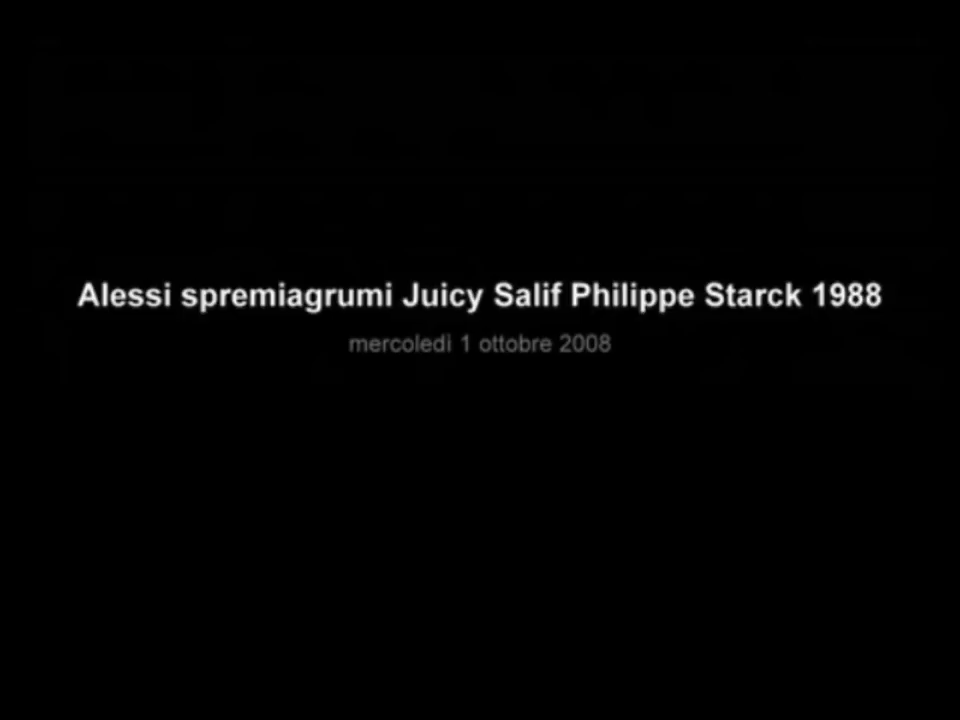 Alessi spremiagrumi Juicy Salif Philippe Starck 1988
mercoledì 1 ottobre 2008